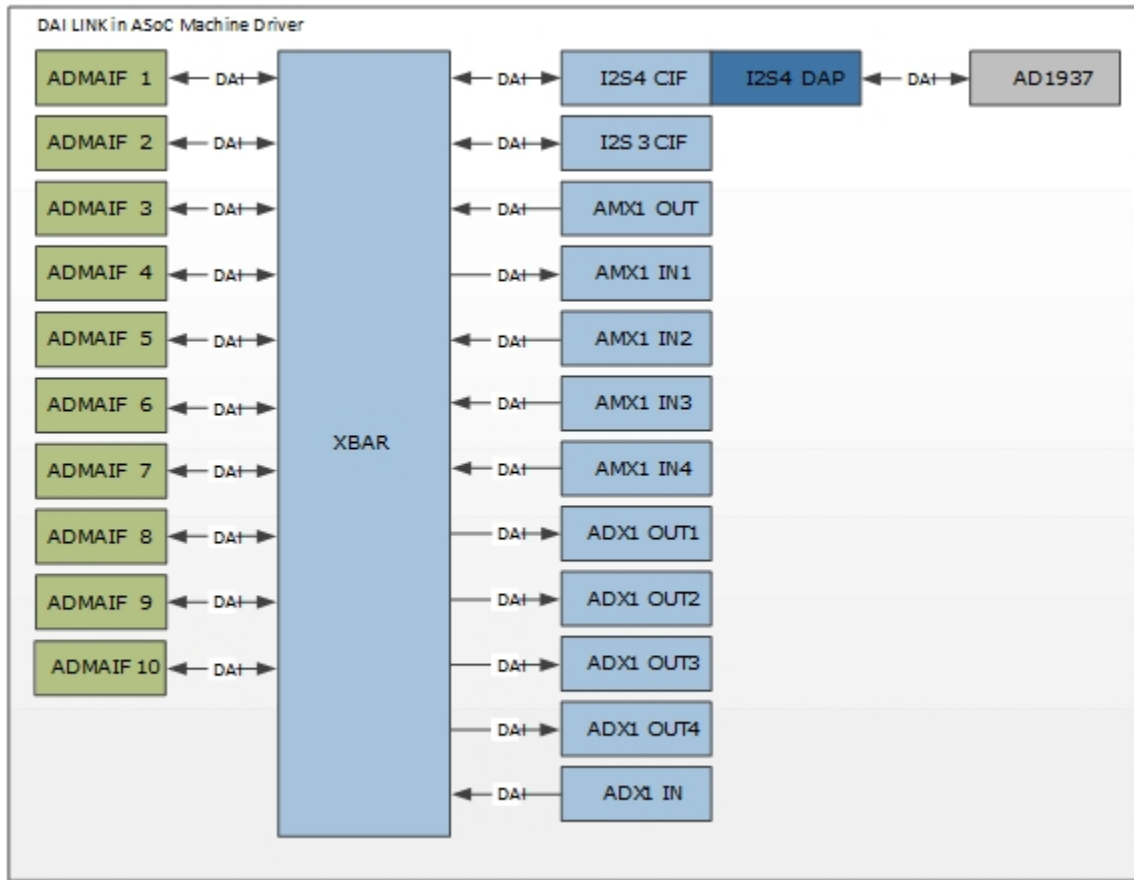 DAI LINK in ASoC Machine Driver
ADMAIF 1 DAI I2S4 CIF I2S4 DAP DAI AD1937
DAI
ADMAIF 2 DAI DAI I2S 3 CIF
ADMAIF 3 DAI DAI AMX1 OUT
ADMAIF 4 DAI DAI AMX1 IN1
ADMAIF 5 DAI DAI AMX1 IN2
ADMAIF 6 DAI DAI AMX1 IN3
XBAR
ADMAIF 7 DAI DAI AMX1 IN4
ADMAIF 8 DAI DAI ADX1 OUT1
ADMAIF 9 DAI DAI ADX1 OUT2
ADMAIF 10 DAI DAI ADX1 OUT3
DAI ADX1 OUT4
DAI ADX1 IN